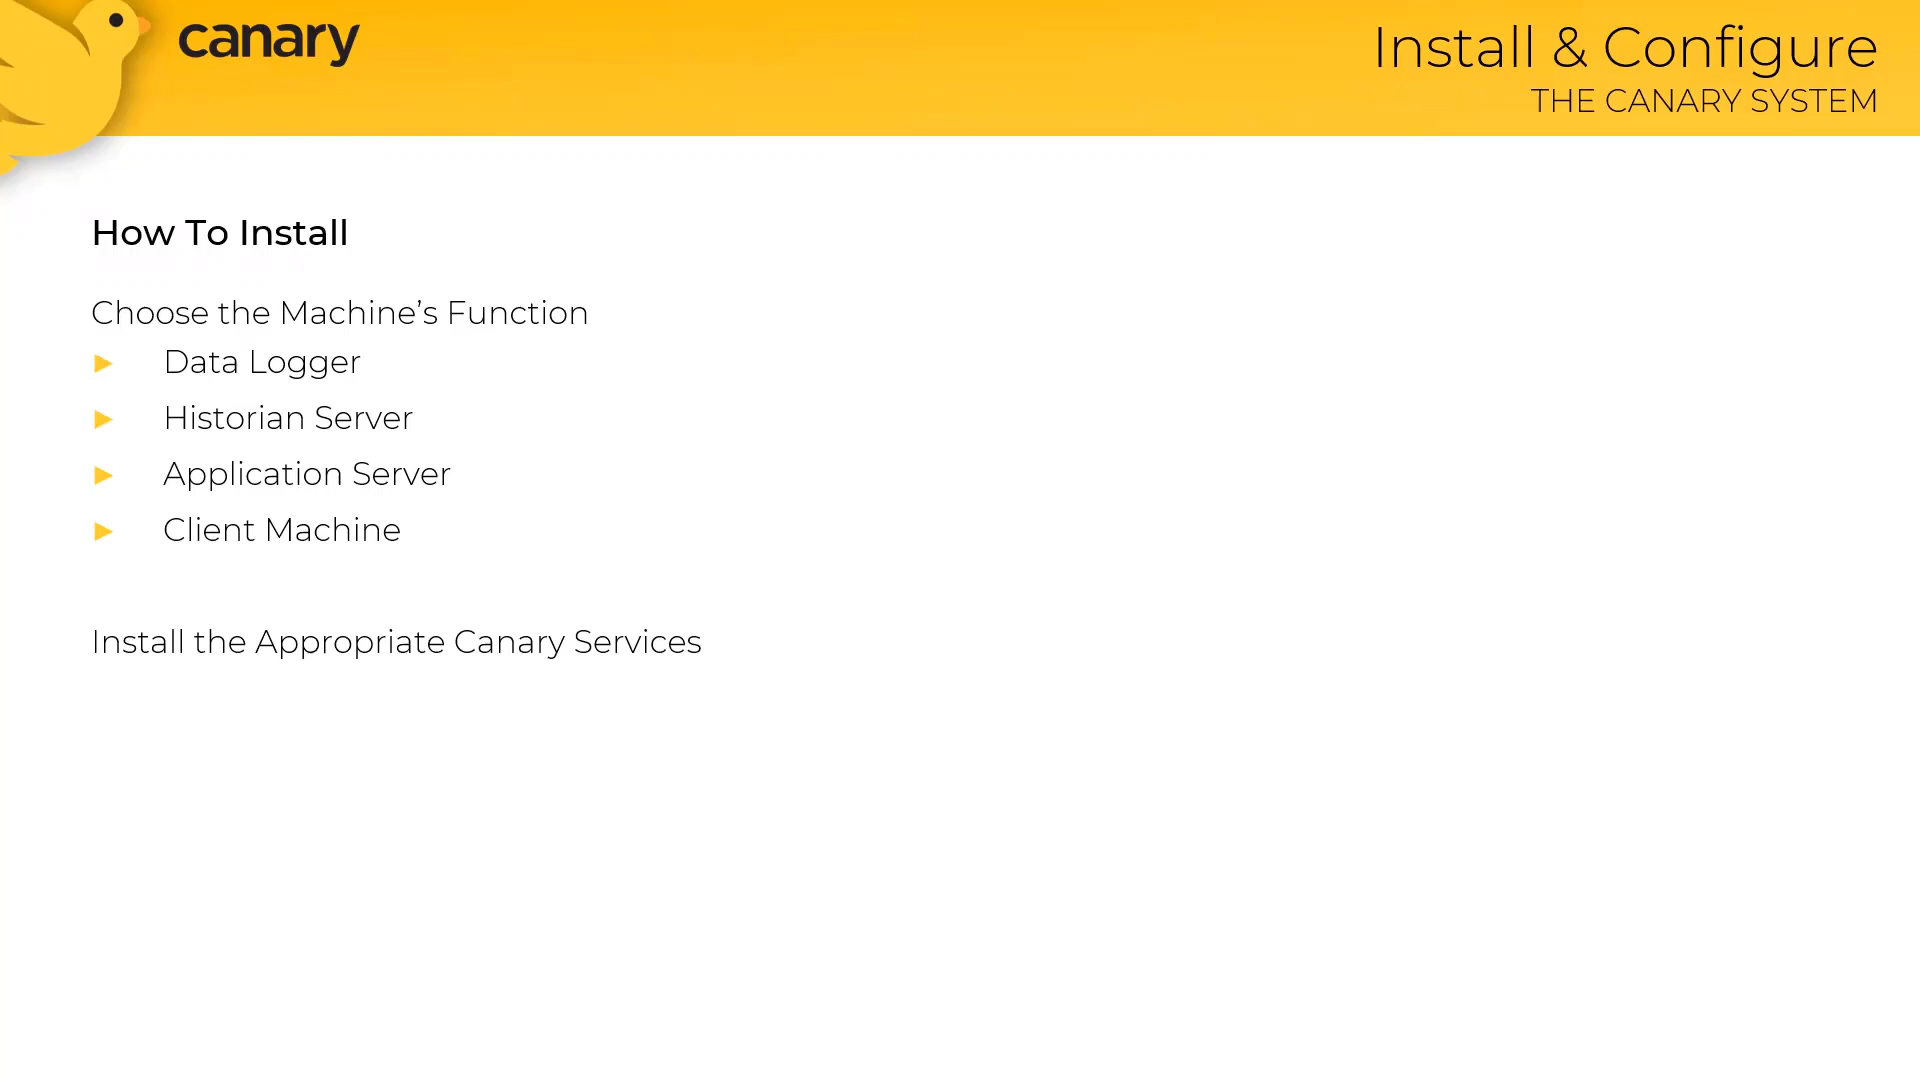 canary
Install & Configure
THE CANARY SYSTEM
How To Install
Choose the Machine’s Function
► Data Logger
► Historian Server
► Application Server
► Client Machine
Install the Appropriate Canary Services